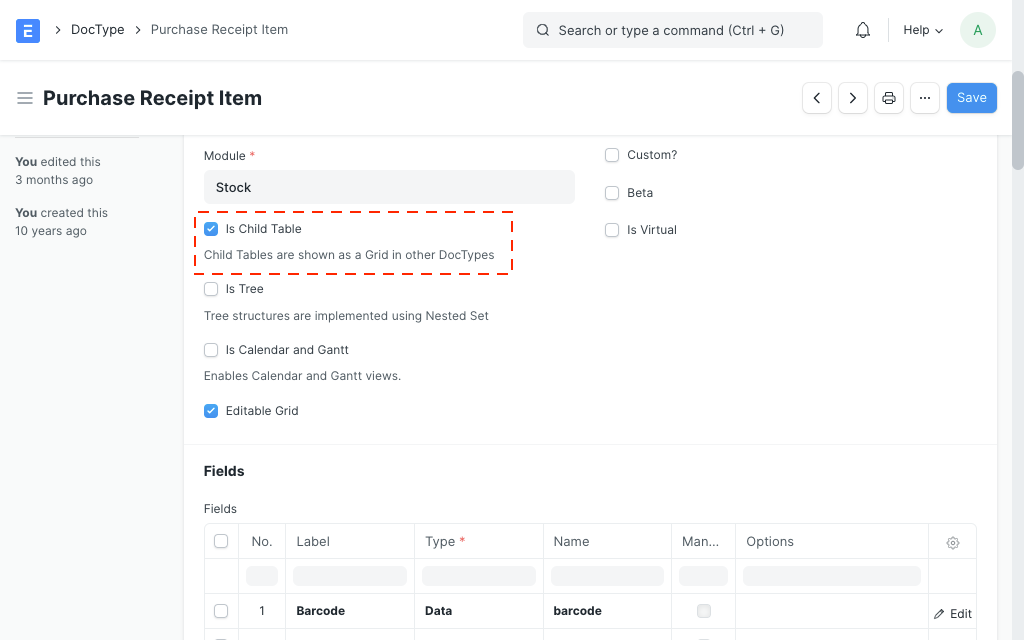 E
DocType
Purchase Receipt Item
Search or type a command (Ctrl + G)
Help
A
Purchase Receipt Item
Save
You edited this
3 months ago
You created this
10 years ago
Module *
Stock
Is Child Table
Child Tables are shown as a Grid in other DocTypes
Is Tree
Tree structures are implemented using Nested Set
Is Calendar and Gantt
Enables Calendar and Gantt views.
Editable Grid
Custom?
Beta
Is Virtual
Fields
Fields
No. Label Type * Name Man... Options
1 Barcode Data barcode Edit